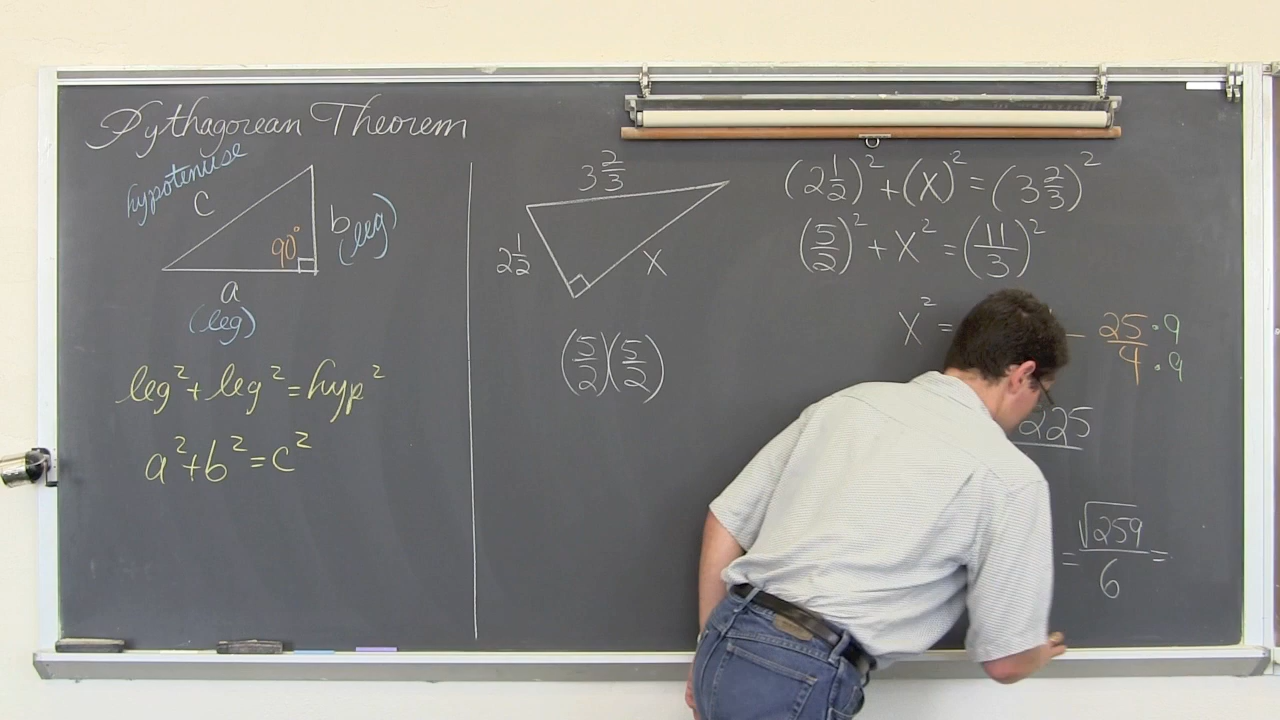 Pythagorean Theorem
hypotenuse
c
b
(leg)
90°
a
(leg)
leg² + leg² = hyp²
a² + b² = c²
3 2/3
2 1/2
x
(5/2)(5/2)
(2 1/2)² + (x)² = (3 2/3)²
(5/2)² + x² = (11/3)²
x² = − 25/4 · 9/9
225
= √259/6 =